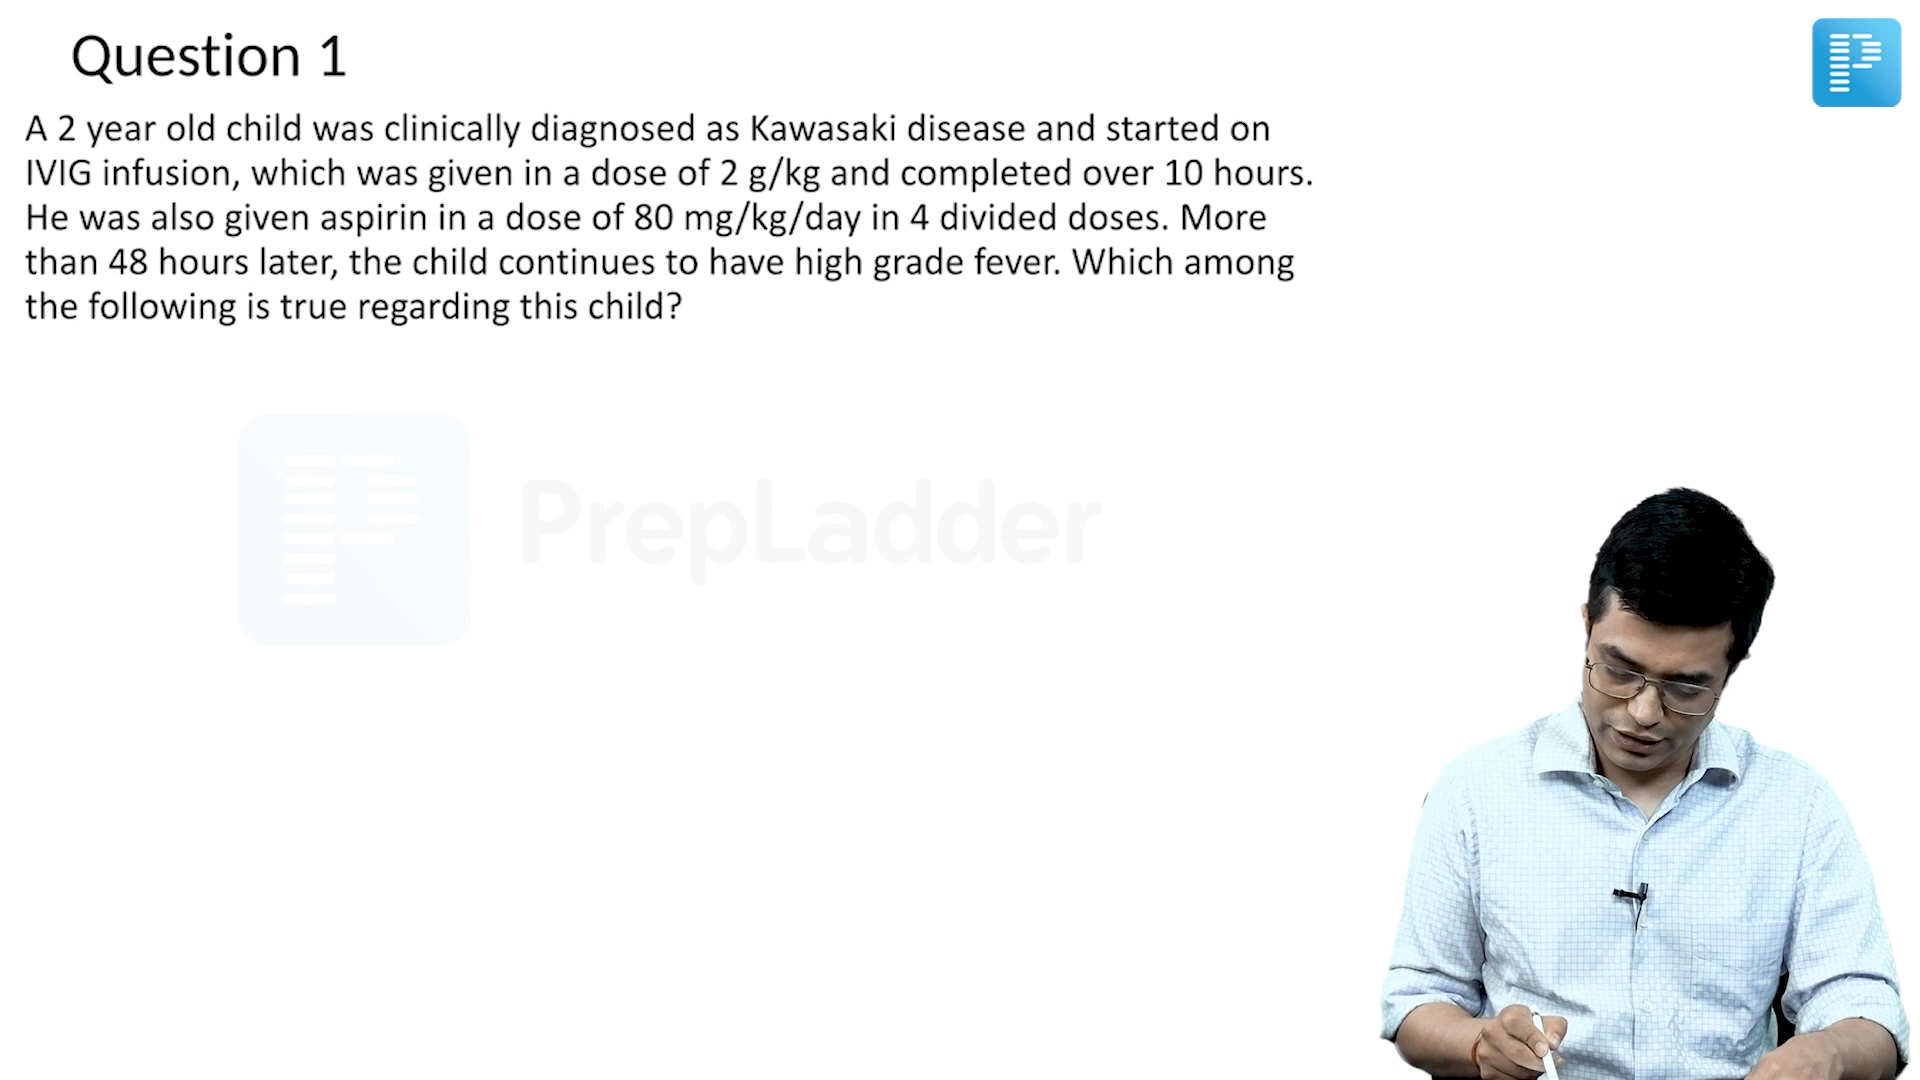 Question 1
A 2 year old child was clinically diagnosed as Kawasaki disease and started on
IVIG infusion, which was given in a dose of 2 g/kg and completed over 10 hours.
He was also given aspirin in a dose of 80 mg/kg/day in 4 divided doses. More
than 48 hours later, the child continues to have high grade fever. Which among
the following is true regarding this child?
PrepLadder